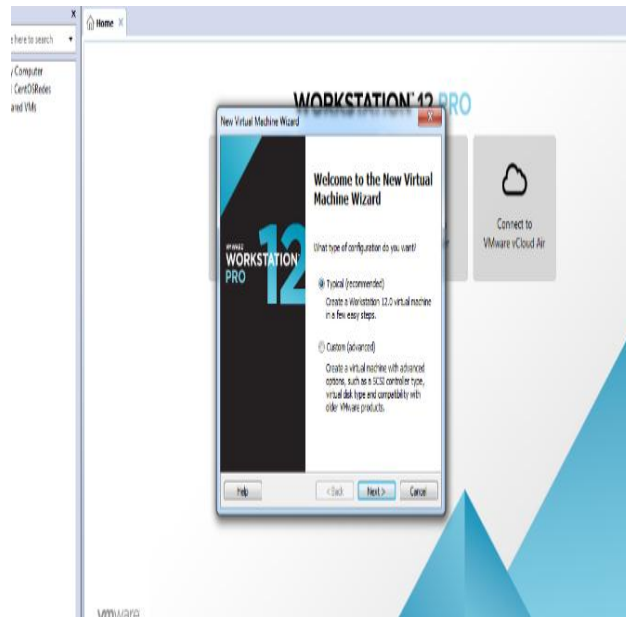 x
Home ×
e here to search
y Computer
CentOSRedes
ared VMs
WORKSTATION 12 PRO
New Virtual Machine Wizard
x
vmware
WORKSTATION
PRO
12
Welcome to the New Virtual
Machine Wizard
What type of configuration do you want?
Typical (recommended)
Create a Workstation 12.0 virtual machine
in a few easy steps.
Custom (advanced)
Create a virtual machine with advanced
options, such as a SCSI controller type,
virtual disk type and compatibility with
older VMware products.
Help
< Back
Next >
Cancel
Connect to
VMware vCloud Air
vmware